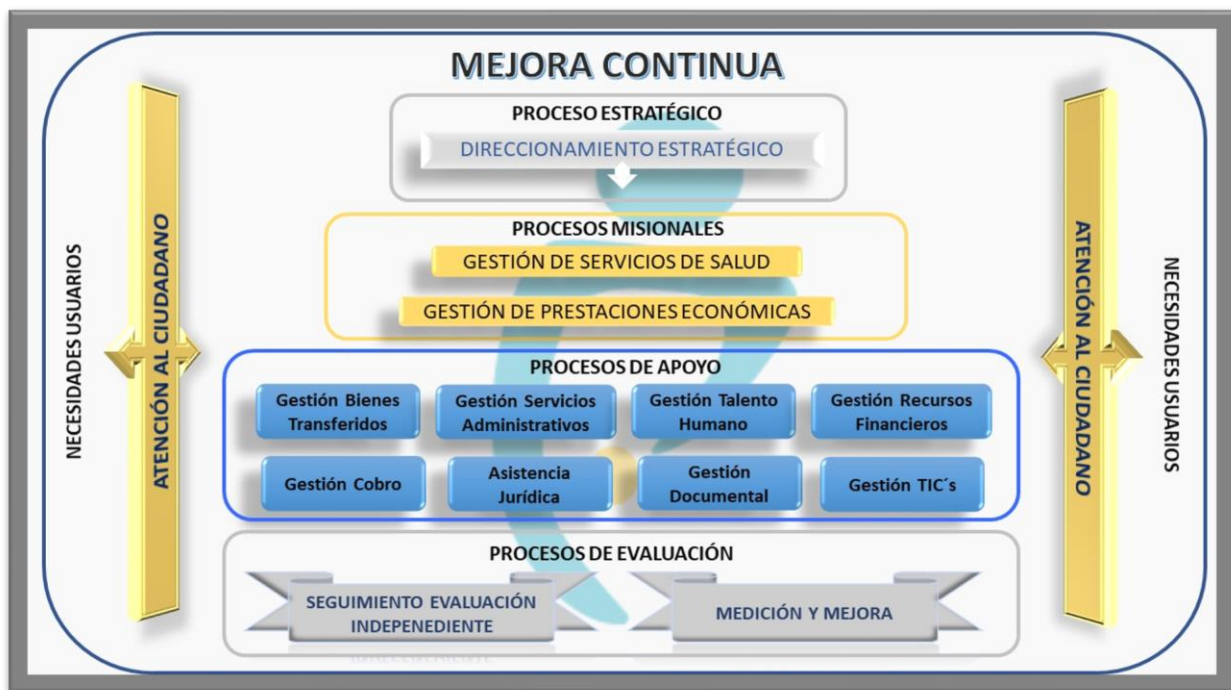 MEJORA CONTINUA
PROCESO ESTRATÉGICO
DIRECCIONAMIENTO ESTRATÉGICO
PROCESOS MISIONALES
GESTIÓN DE SERVICIOS DE SALUD
GESTIÓN DE PRESTACIONES ECONÓMICAS
NECESIDADES USUARIOS
ATENCIÓN AL CIUDADANO
PROCESOS DE APOYO
Gestión Bienes
Transferidos
Gestión Servicios
Administrativos
Gestión Talento
Humano
Gestión Recursos
Financieros
Gestión Cobro
Asistencia
Jurídica
Gestión
Documental
Gestión TIC´s
ATENCIÓN AL CIUDADANO
NECESIDADES USUARIOS
PROCESOS DE EVALUACIÓN
SEGUIMIENTO EVALUACIÓN
INDEPENEDIENTE
MEDICIÓN Y MEJORA